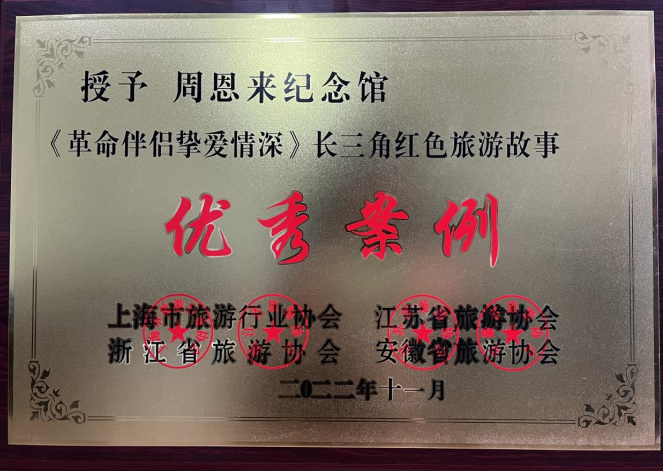 授予 周恩来纪念馆
《革命伴侣挚爱情深》长三角红色旅游故事
优秀案例
上海市旅游行业协会 江苏省旅游协会
浙江省旅游协会 安徽省旅游协会
二〇二二年十一月